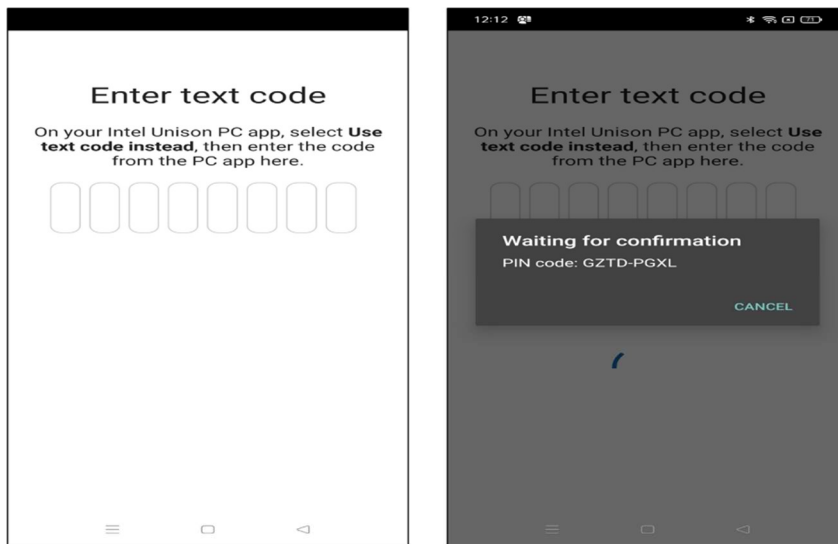 Enter text code
On your Intel Unison PC app, select Use
text code instead, then enter the code
from the PC app here.
12:12
71
Enter text code
On your Intel Unison PC app, select Use
text code instead, then enter the code
from the PC app here.
Waiting for confirmation
PIN code: GZTD-PGXL
CANCEL